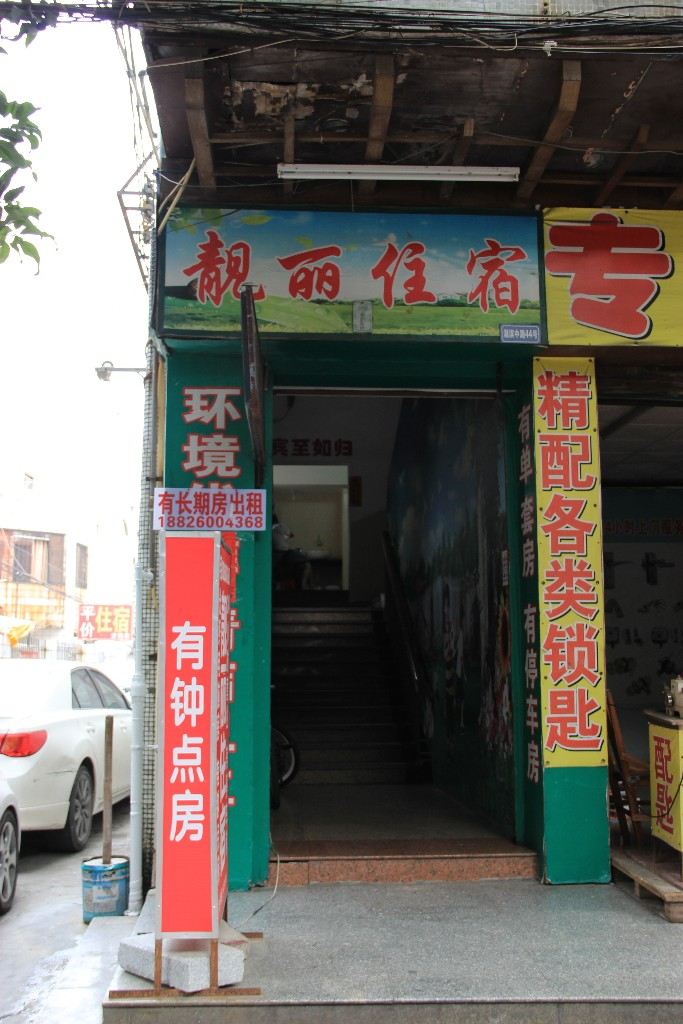 靓丽住宿
专
环境
精配各类锁匙
宾至如归
有单套房 有停车房
有长期房出租
18826004368
有钟点房
平价
住宿
配匙